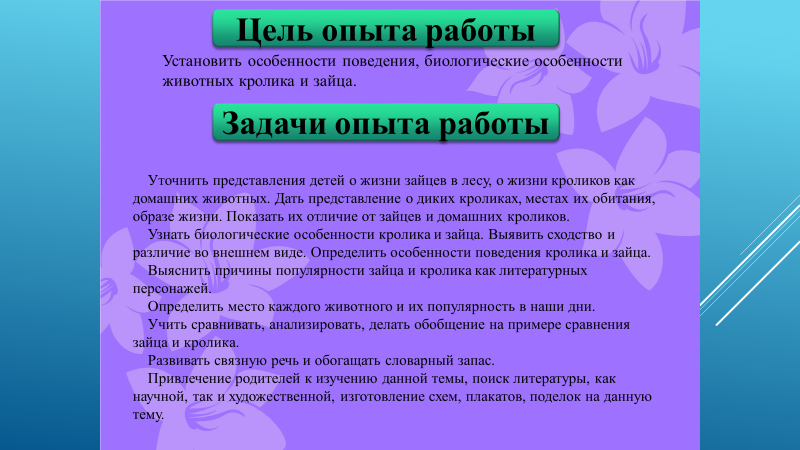 Цель опыта работы
Установить особенности поведения, биологические особенности
животных кролика и зайца.
Задачи опыта работы
Уточнить представления детей о жизни зайцев в лесу, о жизни кроликов как
домашних животных. Дать представление о диких кроликах, местах их обитания,
образе жизни. Показать их отличие от зайцев и домашних кроликов.
Узнать биологические особенности кролика и зайца. Выявить сходство и
различие во внешнем виде. Определить особенности поведения кролика и зайца.
Выяснить причины популярности зайца и кролика как литературных
персонажей.
Определить место каждого животного и их популярность в наши дни.
Учить сравнивать, анализировать, делать обобщение на примере сравнения
зайца и кролика.
Развивать связную речь и обогащать словарный запас.
Привлечение родителей к изучению данной темы, поиск литературы, как
научной, так и художественной, изготовление схем, плакатов, поделок на данную
тему.